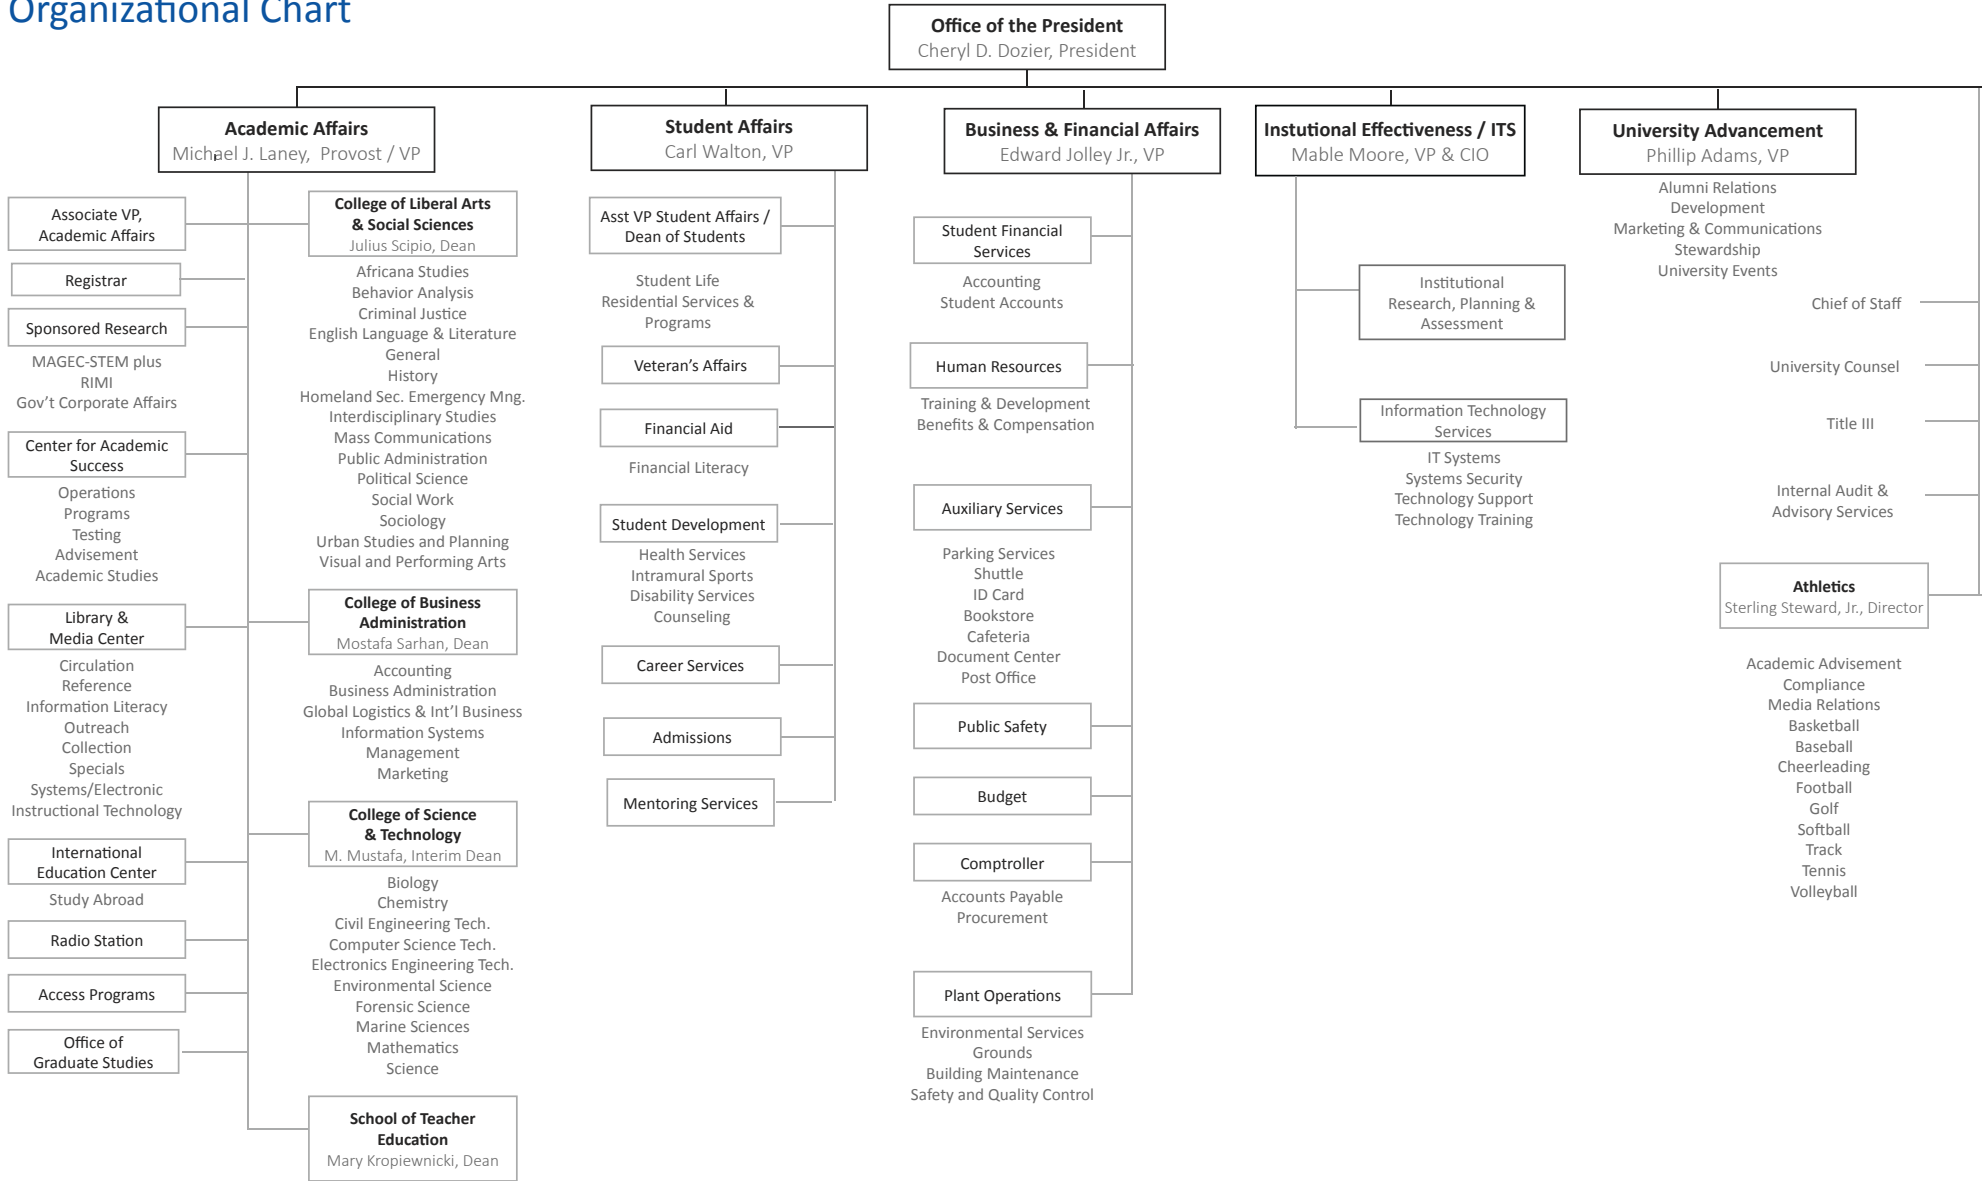 Organizational Chart
Office of the President
Cheryl D. Dozier, President
Academic Affairs
Michael J. Laney,  Provost / VP
Student Affairs
Carl Walton, VP
Business & Financial Affairs
Edward Jolley Jr., VP
Instutional Effectiveness / ITS
Mable Moore, VP & CIO
University Advancement
Phillip Adams, VP
Associate VP,
Academic Affairs
Registrar
Sponsored Research
MAGEC-STEM plus
RIMI
Gov’t Corporate Affairs
Center for Academic
Success
Operations
Programs
Testing
Advisement
Academic Studies
Library &
Media Center
Circulation
Reference
Information Literacy
Outreach
Collection
Specials
Systems/Electronic
Instructional Technology
International
Education Center
Study Abroad
Radio Station
Access Programs
Office of
Graduate Studies
College of Liberal Arts
& Social Sciences
Julius Scipio, Dean
Africana Studies
Behavior Analysis
Criminal Justice
English Language & Literature
General
History
Homeland Sec. Emergency Mng.
Interdisciplinary Studies
Mass Communications
Public Administration
Political Science
Social Work
Sociology
Urban Studies and Planning
Visual and Performing Arts
College of Business
Administration
Mostafa Sarhan, Dean
Accounting
Business Administration
Global Logistics & Int’l Business
Information Systems
Management
Marketing
College of Science
& Technology
M. Mustafa, Interim Dean
Biology
Chemistry
Civil Engineering Tech.
Computer Science Tech.
Electronics Engineering Tech.
Environmental Science
Forensic Science
Marine Sciences
Mathematics
Science
School of Teacher
Education
Mary Kropiewnicki, Dean
Asst VP Student Affairs /
Dean of Students
Student Life
Residential Services &
Programs
Veteran’s Affairs
Financial Aid
Financial Literacy
Student Development
Health Services
Intramural Sports
Disability Services
Counseling
Career Services
Admissions
Mentoring Services
Student Financial
Services
Accounting
Student Accounts
Human Resources
Training & Development
Benefits & Compensation
Auxiliary Services
Parking Services
Shuttle
ID Card
Bookstore
Cafeteria
Document Center
Post Office
Public Safety
Budget
Comptroller
Accounts Payable
Procurement
Plant Operations
Environmental Services
Grounds
Building Maintenance
Safety and Quality Control
Institutional
Research, Planning &
Assessment
Information Technology
Services
IT Systems
Systems Security
Technology Support
Technology Training
Alumni Relations
Development
Marketing & Communications
Stewardship
University Events
Chief of Staff
University Counsel
Title III
Internal Audit &
Advisory Services
Athletics
Sterling Steward, Jr., Director
Academic Advisement
Compliance
Media Relations
Basketball
Baseball
Cheerleading
Football
Golf
Softball
Track
Tennis
Volleyball